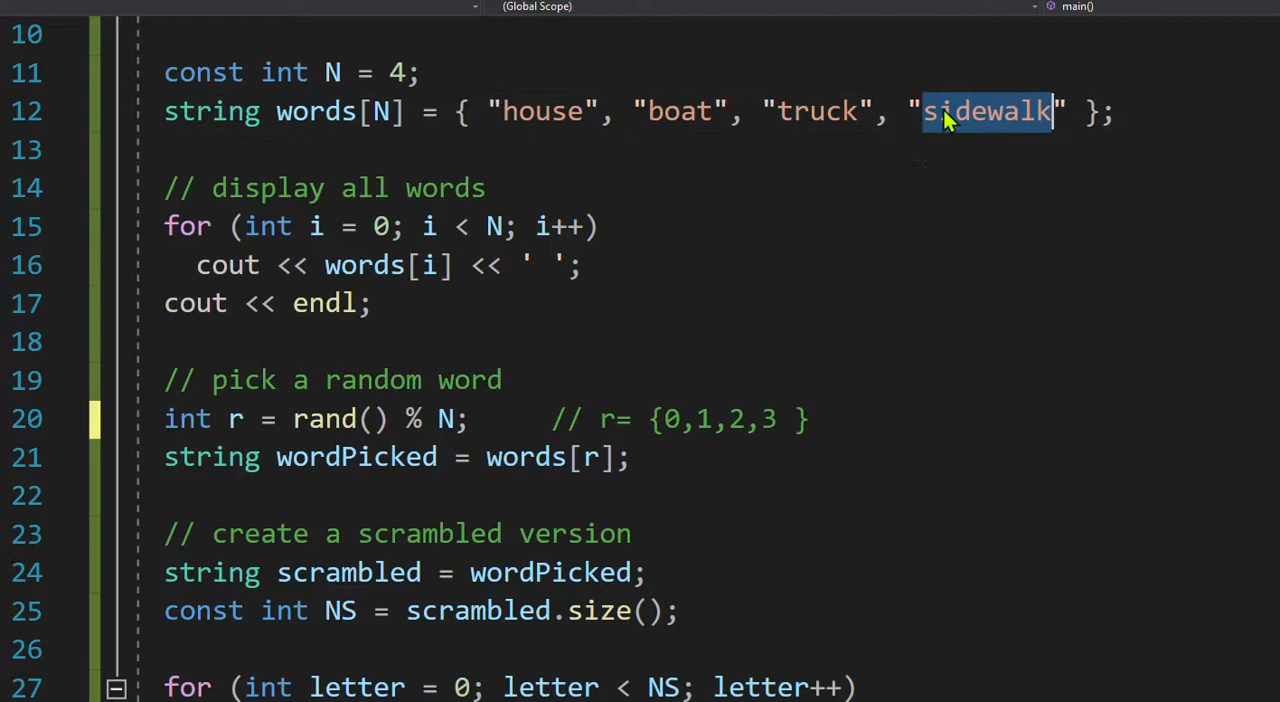 (Global Scope) main()
10
11 const int N = 4;
12 string words[N] = { "house", "boat", "truck", "sidewalk" };
13
14 // display all words
15 for (int i = 0; i < N; i++)
16 cout << words[i] << ' ';
17 cout << endl;
18
19 // pick a random word
20 int r = rand() % N; // r= {0,1,2,3 }
21 string wordPicked = words[r];
22
23 // create a scrambled version
24 string scrambled = wordPicked;
25 const int NS = scrambled.size();
26
27 for (int letter = 0; letter < NS; letter++)